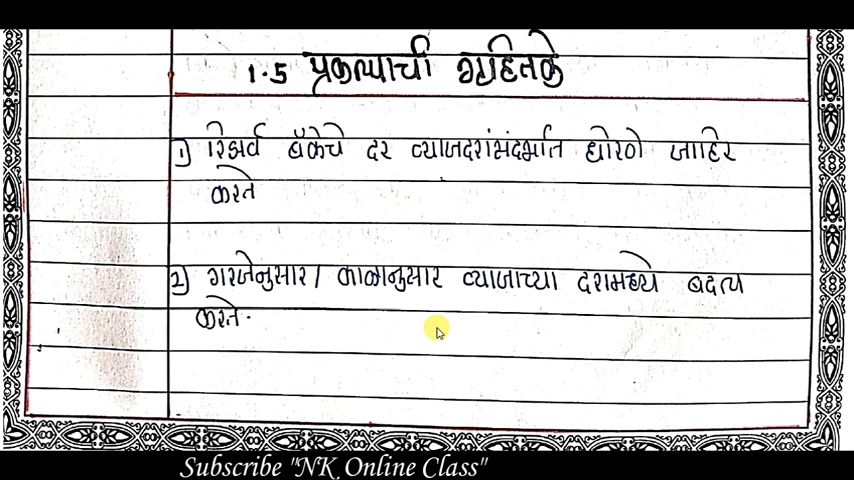 1.5 प्रकल्पाची गृहितके
1) रिझर्व बँकेचे दर व्याजदरांसंदर्भात धोरणे जाहिर
करते
2) गरजेनुसार / काळानुसार व्याजाच्या दरामध्ये बदल
करते.
Subscribe "NK Online Class"